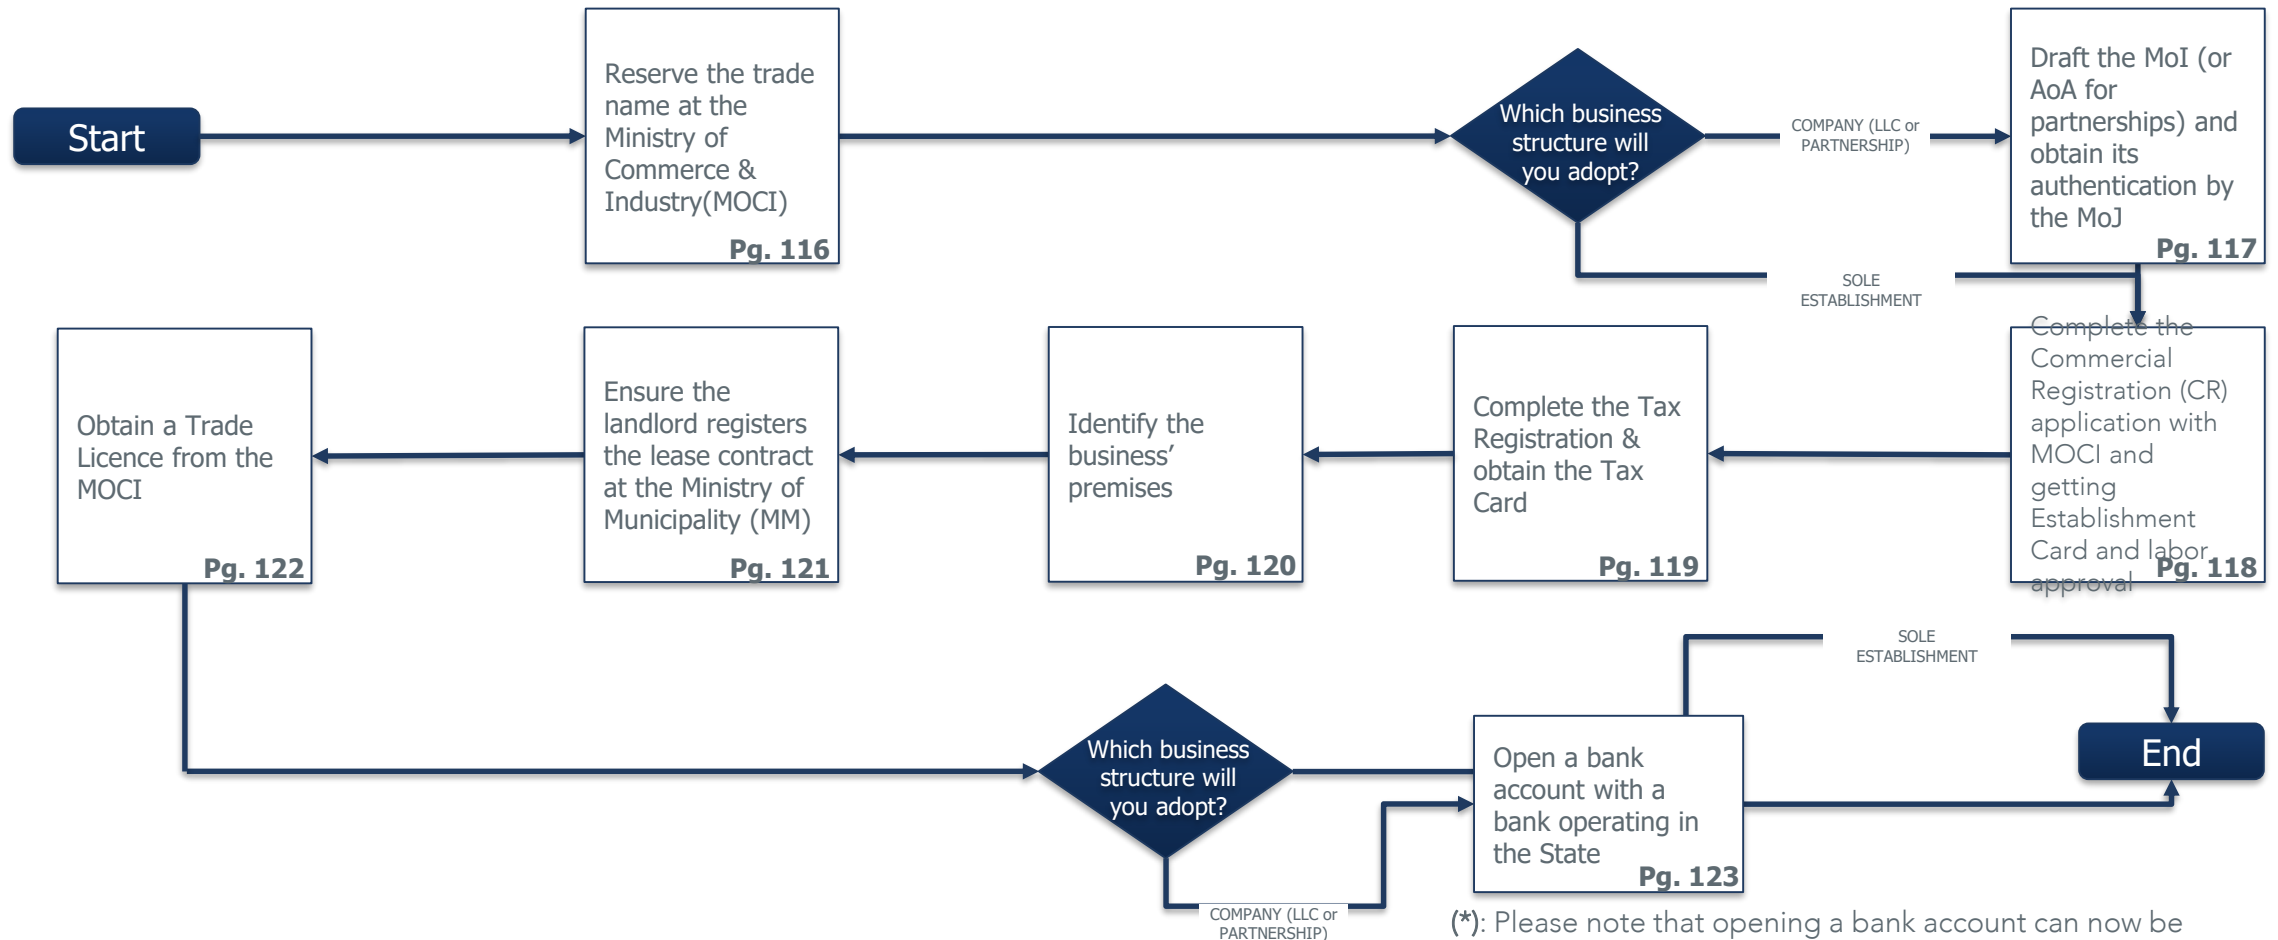 Start
Reserve the trade
name at the
Ministry of
Commerce &
Industry(MOCI)
Pg. 116
Which business
structure will
you adopt?
COMPANY (LLC or
PARTNERSHIP)
Draft the MoI (or
AoA for
partnerships) and
obtain its
authentication by
the MoJ
Pg. 117
SOLE
ESTABLISHMENT
Complete the
Commercial
Registration (CR)
application with
MOCI and
getting
Establishment
Card and labor
approval
Pg. 118
Complete the Tax
Registration &
obtain the Tax
Card
Pg. 119
Identify the
business’
premises
Pg. 120
Ensure the
landlord registers
the lease contract
at the Ministry of
Municipality (MM)
Pg. 121
Obtain a Trade
Licence from the
MOCI
Pg. 122
Which business
structure will
you adopt?
COMPANY (LLC or
PARTNERSHIP)
Open a bank
account with a
bank operating in
the State
Pg. 123
SOLE
ESTABLISHMENT
End
(*): Please note that opening a bank account can now be